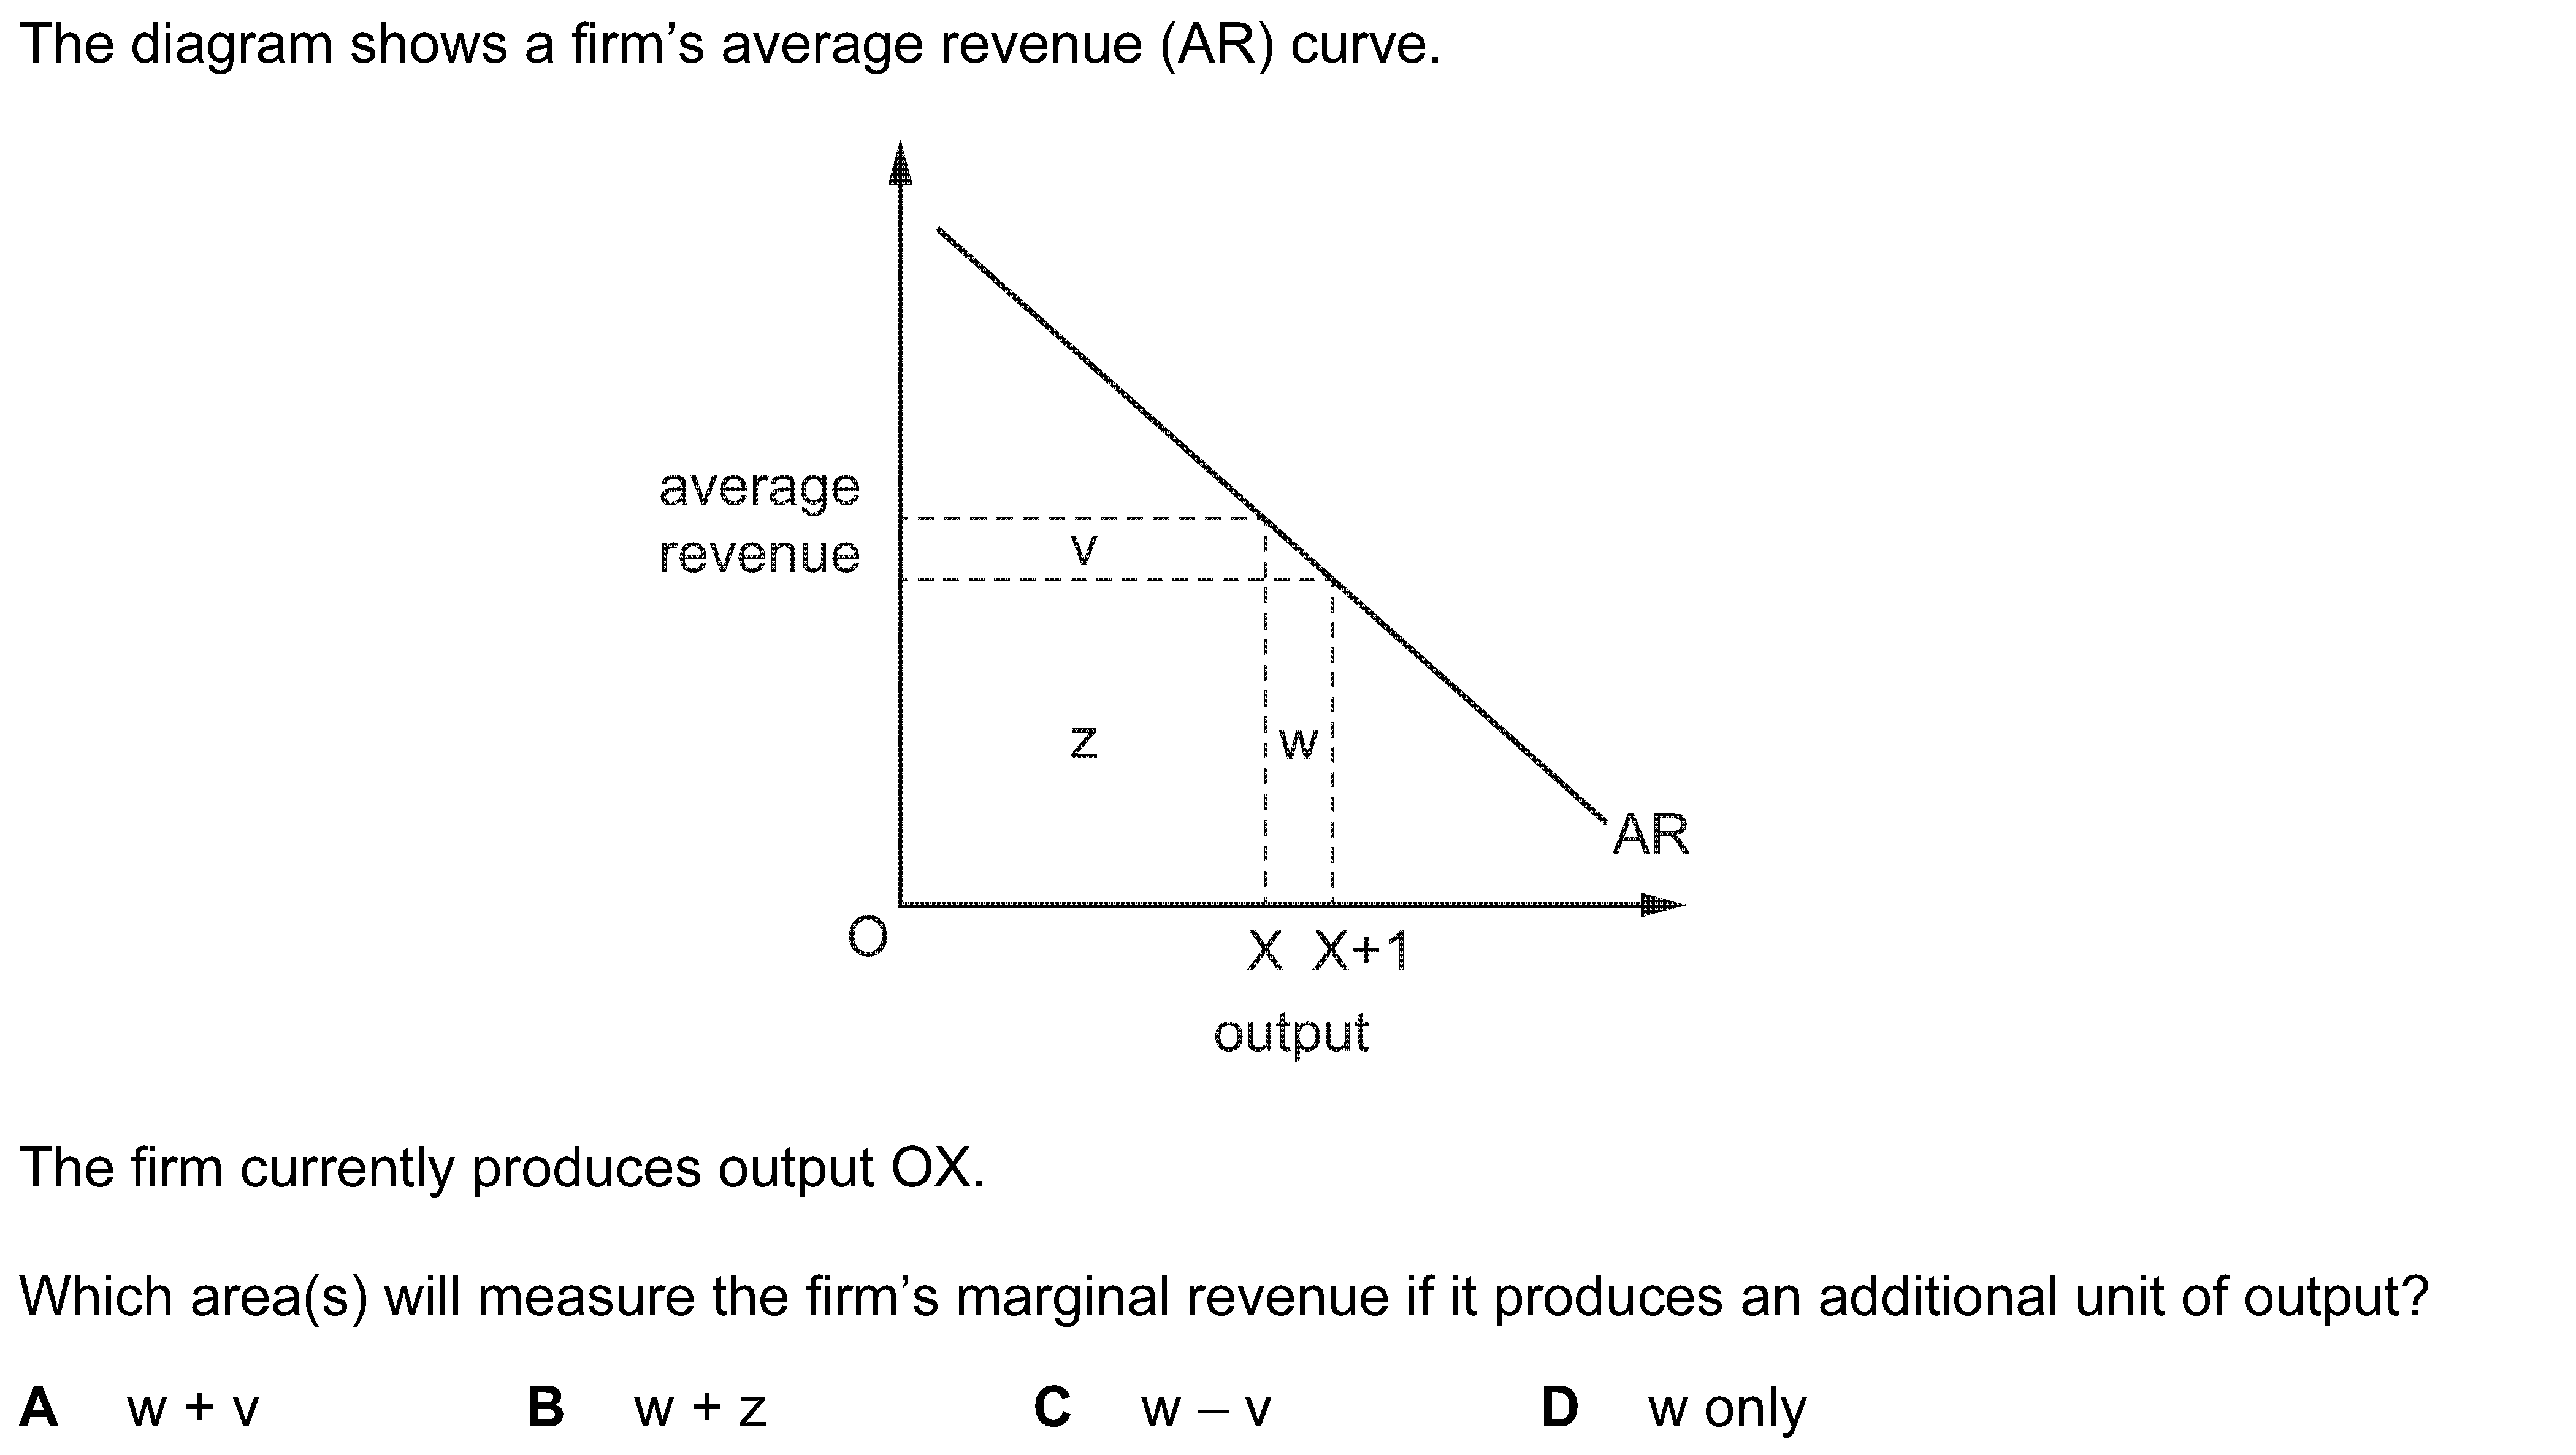 The diagram shows a firm’s average revenue (AR) curve.
average
revenue
v
z
w
AR
O
X X+1
output
The firm currently produces output OX.
Which area(s) will measure the firm’s marginal revenue if it produces an additional unit of output?
A w + v B w + z C w – v D w only